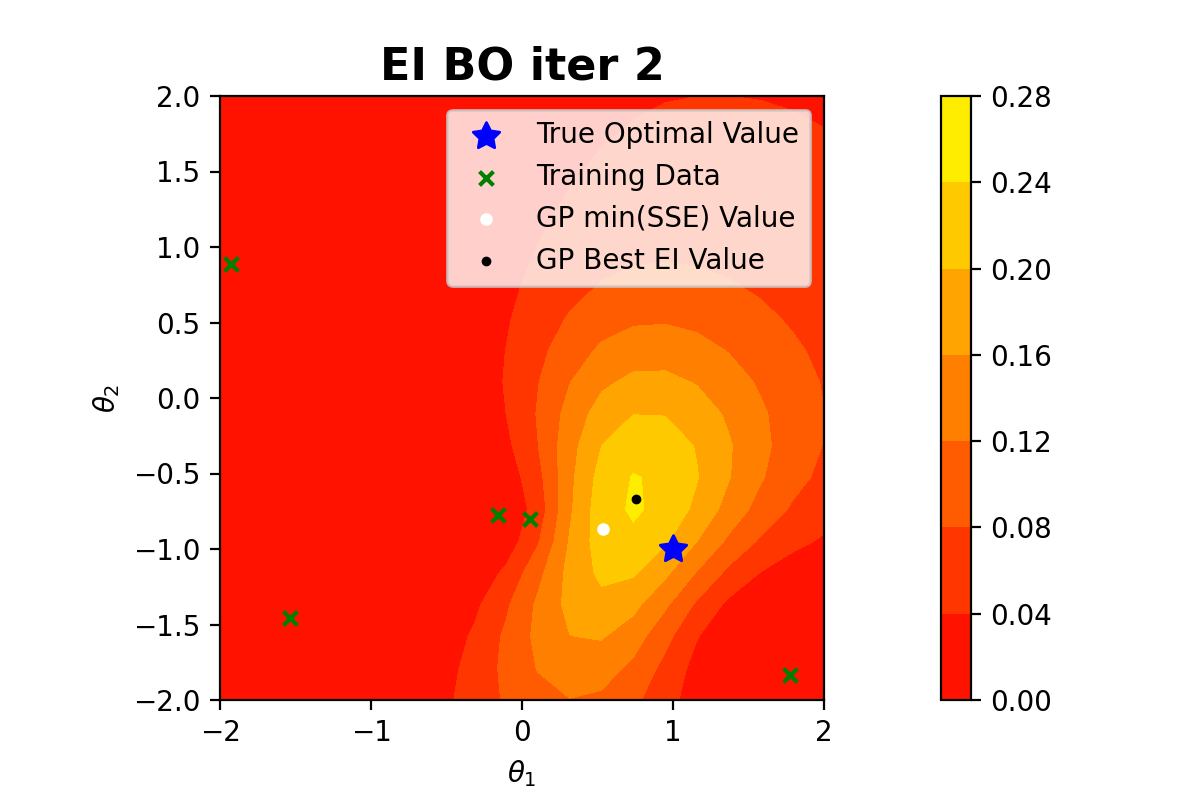 EI BO iter 2
True Optimal Value
Training Data
GP min(SSE) Value
GP Best EI Value
2.0
1.5
1.0
0.5
0.0
−0.5
−1.0
−1.5
−2.0
θ₂
−2 −1 0 1 2
θ₁
0.28
0.24
0.20
0.16
0.12
0.08
0.04
0.00